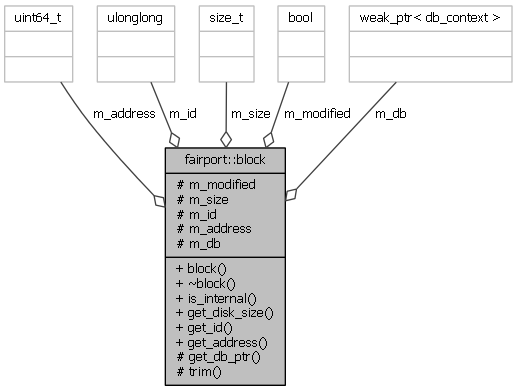 uint64_t
ulonglong
size_t
bool
weak_ptr< db_context >
m_address
m_id
m_size
m_modified
m_db
fairport::block
# m_modified
# m_size
# m_id
# m_address
# m_db
+ block()
+ ~block()
+ is_internal()
+ get_disk_size()
+ get_id()
+ get_address()
# get_db_ptr()
# trim()